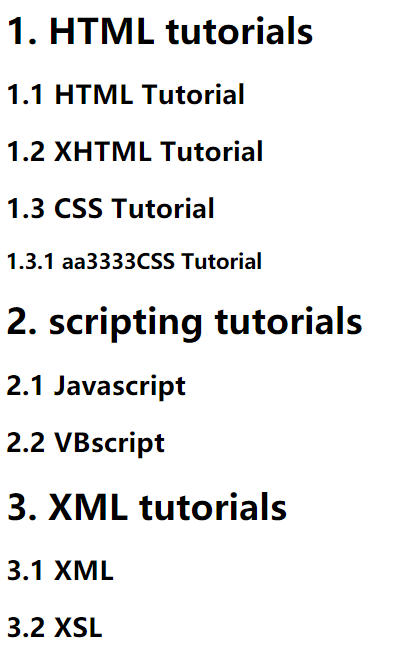 1. HTML tutorials
1.1 HTML Tutorial
1.2 XHTML Tutorial
1.3 CSS Tutorial
1.3.1 aa3333CSS Tutorial
2. scripting tutorials
2.1 Javascript
2.2 VBscript
3. XML tutorials
3.1 XML
3.2 XSL